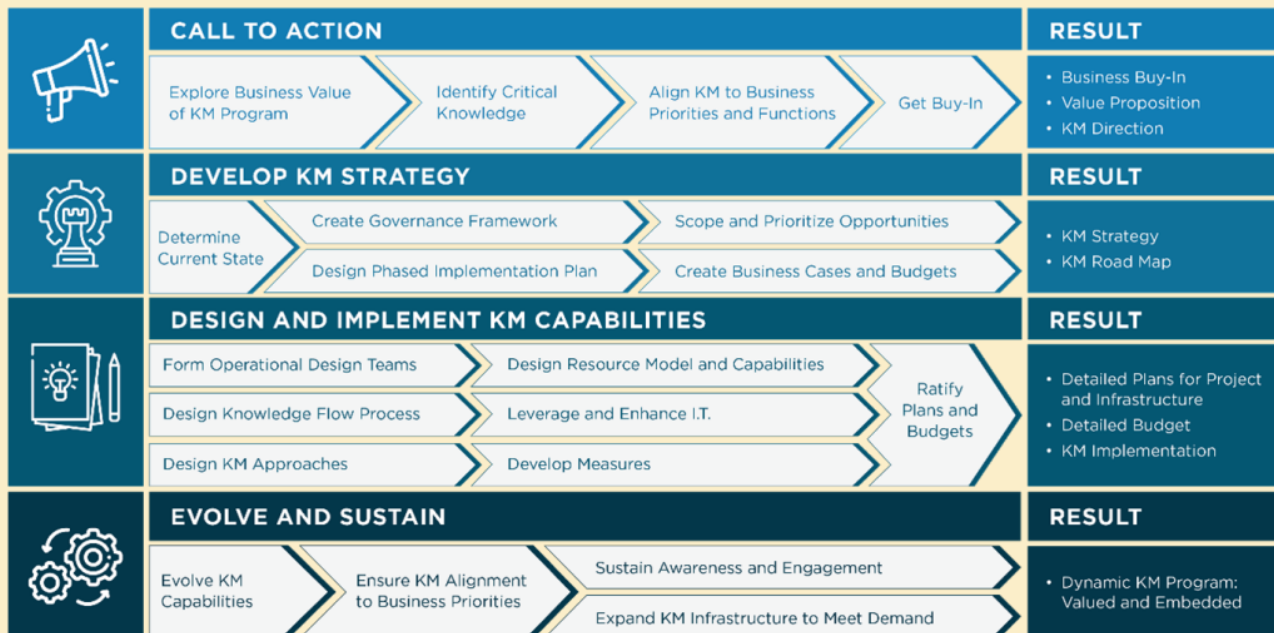 CALL TO ACTION
RESULT
Explore Business Value
of KM Program
Identify Critical
Knowledge
Align KM to Business
Priorities and Functions
Get Buy-In
• Business Buy-In
• Value Proposition
• KM Direction
DEVELOP KM STRATEGY
RESULT
Determine
Current State
Create Governance Framework
Scope and Prioritize Opportunities
Design Phased Implementation Plan
Create Business Cases and Budgets
• KM Strategy
• KM Road Map
DESIGN AND IMPLEMENT KM CAPABILITIES
RESULT
Form Operational Design Teams
Design Resource Model and Capabilities
Design Knowledge Flow Process
Leverage and Enhance I.T.
Design KM Approaches
Develop Measures
Ratify
Plans and
Budgets
• Detailed Plans for Project
and Infrastructure
• Detailed Budget
• KM Implementation
EVOLVE AND SUSTAIN
RESULT
Evolve KM
Capabilities
Ensure KM Alignment
to Business Priorities
Sustain Awareness and Engagement
Expand KM Infrastructure to Meet Demand
• Dynamic KM Program:
Valued and Embedded